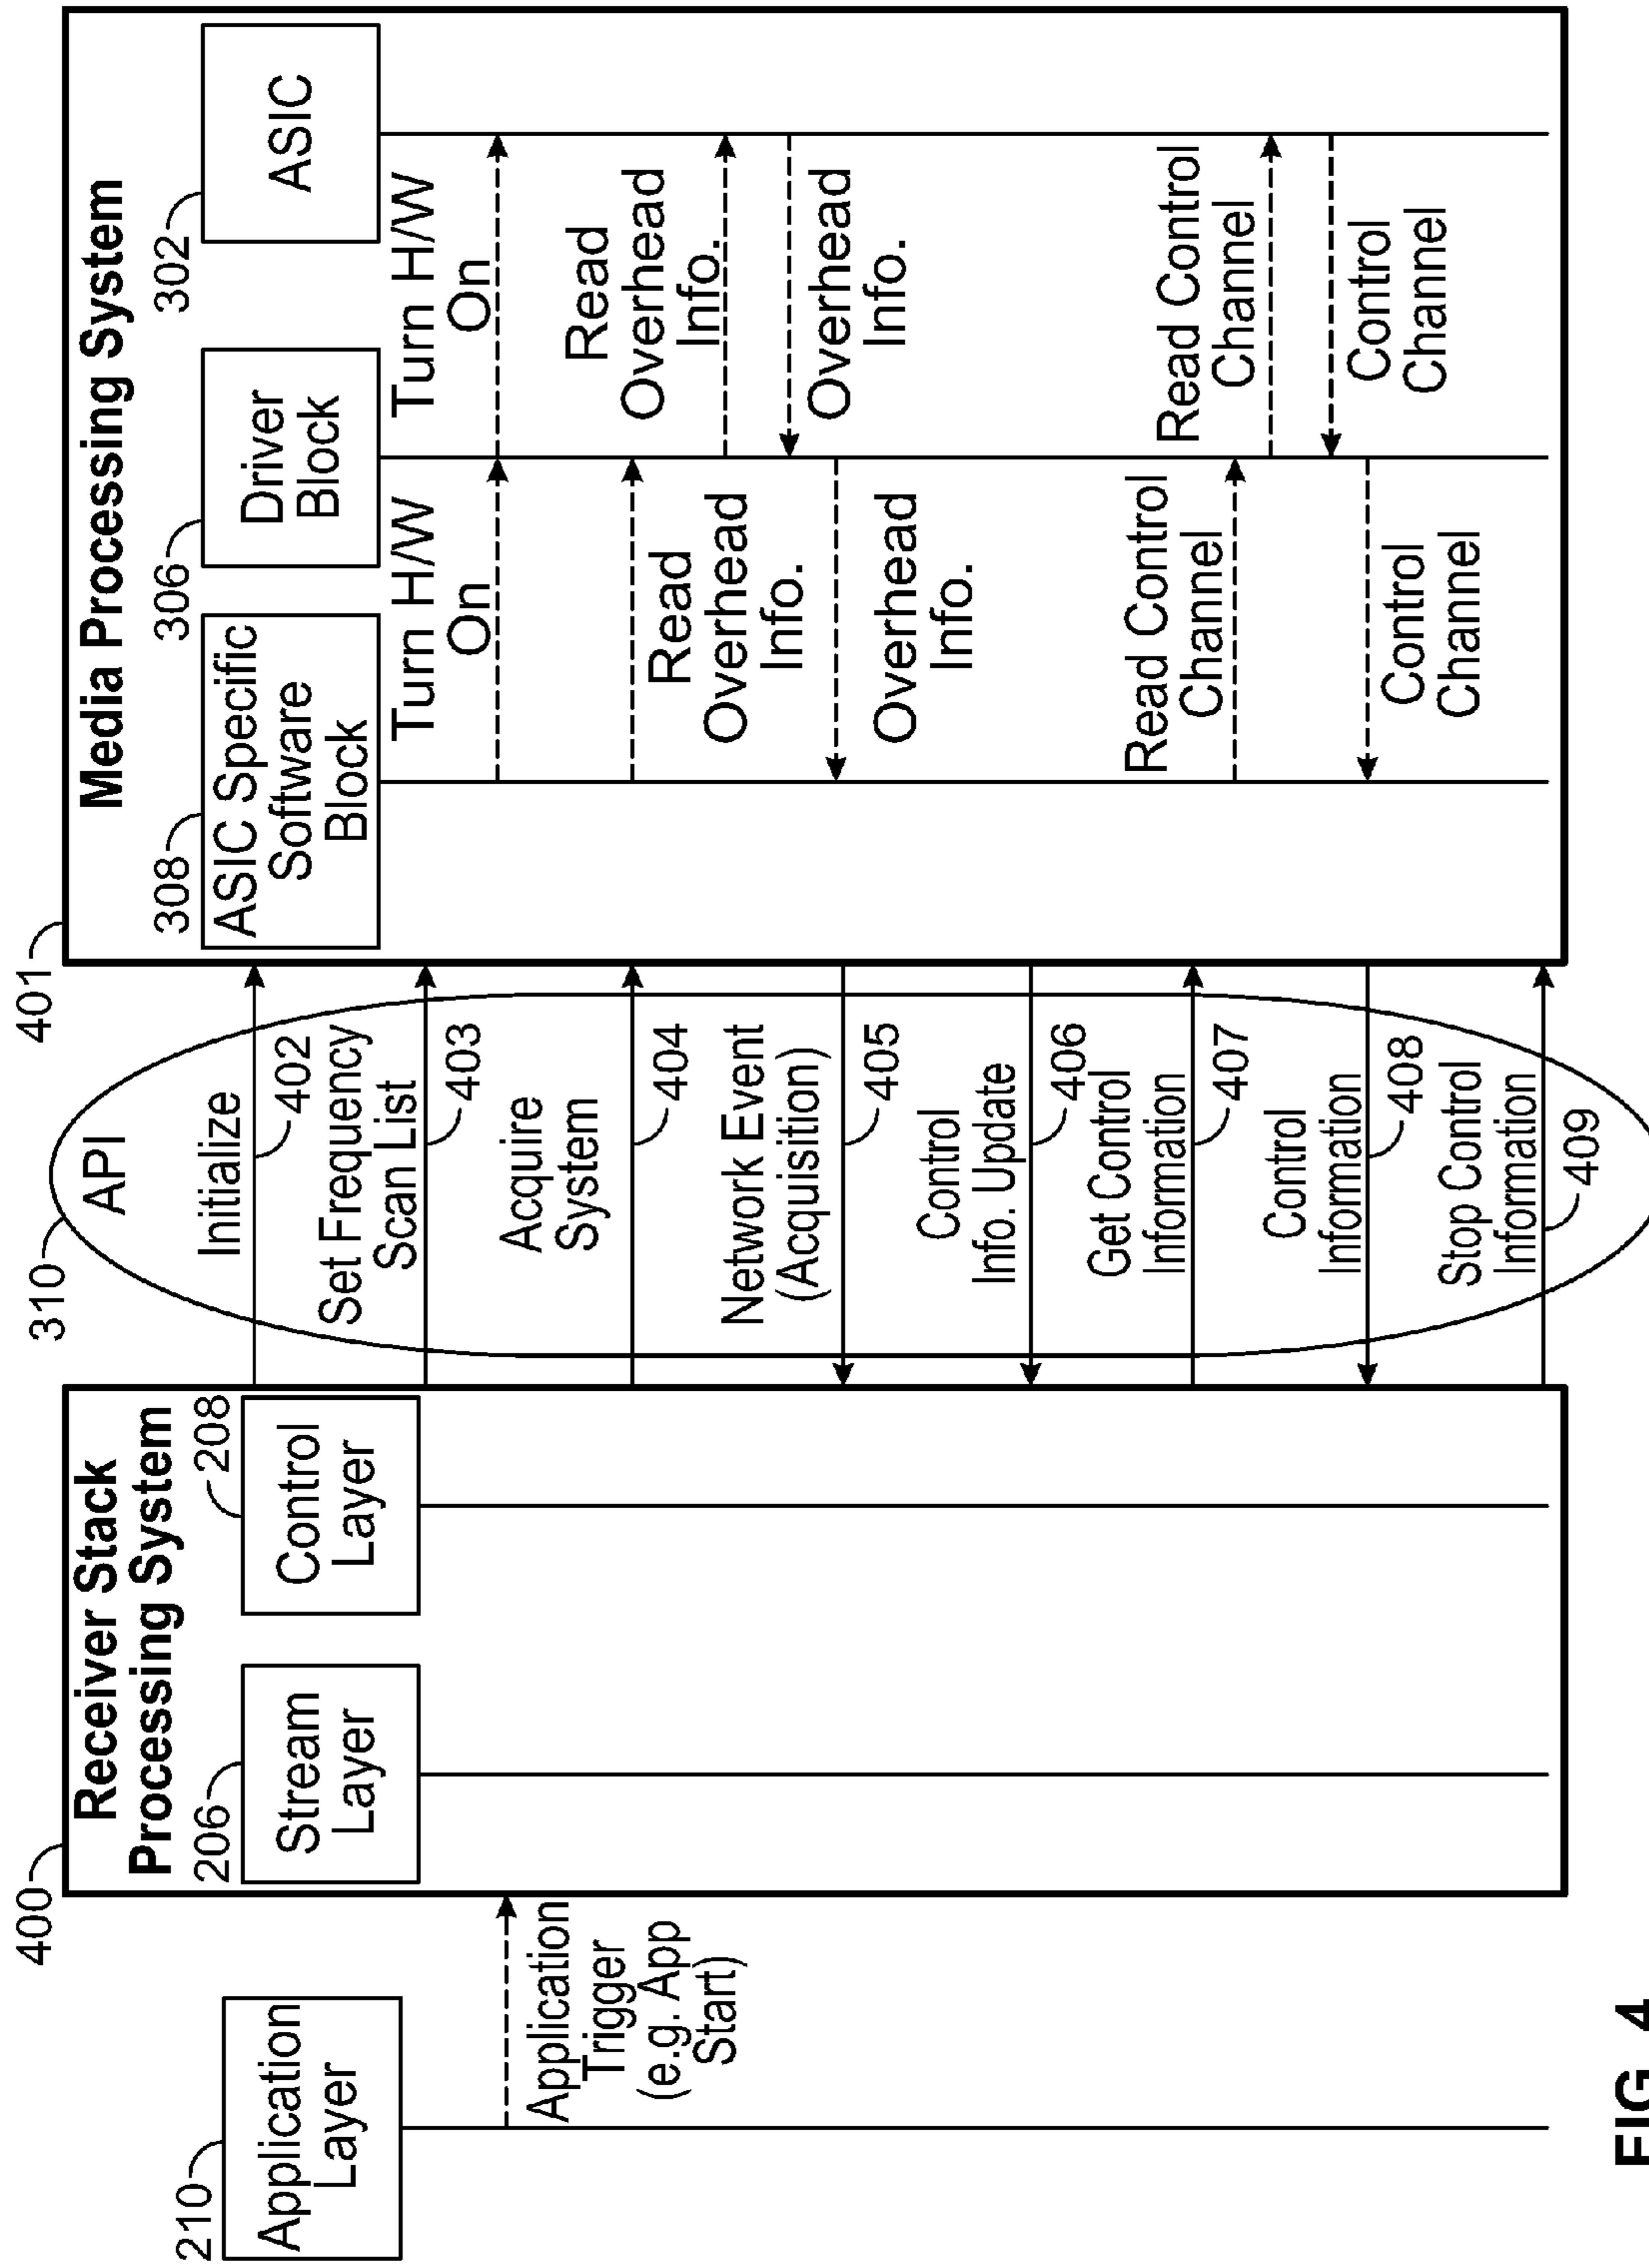 400
Receiver Stack
Processing System
310
API
401
Media Processing System
210
Application
Layer
206
Stream
Layer
208
Control
Layer
308
ASIC Specific
Software
Block
306
Driver
Block
302
ASIC
Application
Trigger
(e.g. App
Start)
Initialize
402
Set Frequency
Scan List
403
Acquire
System
404
Network Event
(Acquisition)
405
Control
Info. Update
406
Get Control
Information
407
Control
Information
408
Stop Control
Information
409
Turn H/W
On
Turn H/W
On
Read
Overhead
Info.
Read
Overhead
Info.
Overhead
Info.
Overhead
Info.
Read Control
Channel
Read Control
Channel
Control
Channel
Control
Channel
FIG. 4